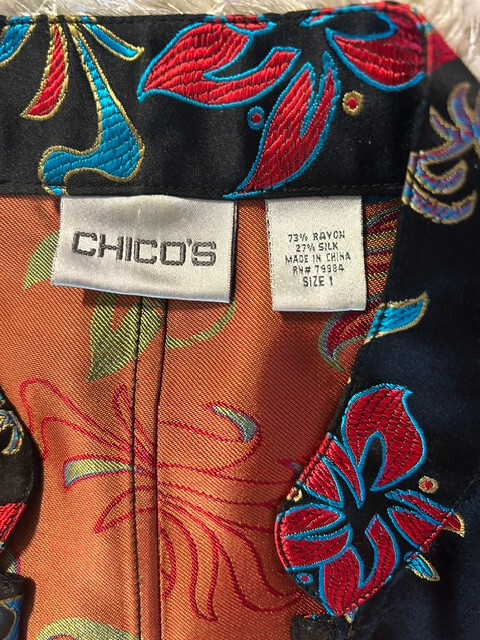 CHICO'S
73% RAYON
27% SILK
MADE IN CHINA
RN# 79984
SIZE 1